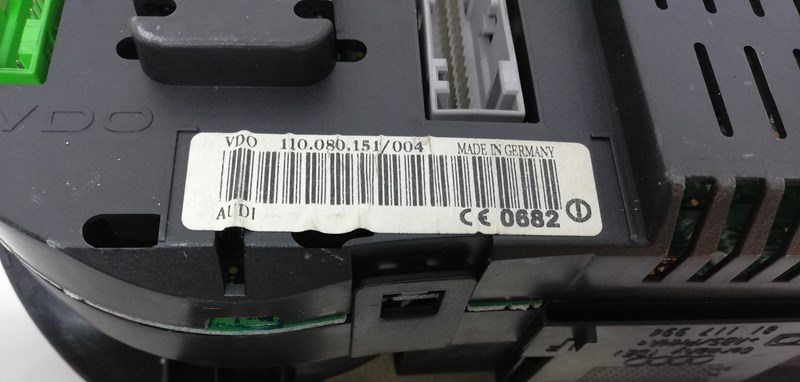 VDO
VDO 110.080.151/004 MADE IN GERMANY
AUDI CE 0682